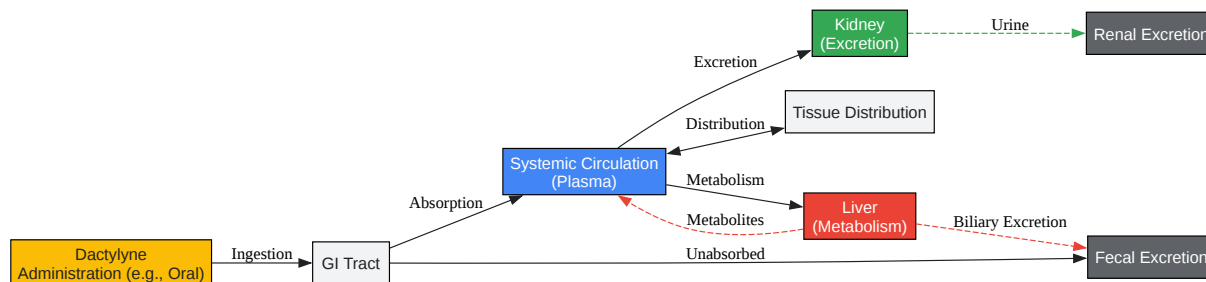 Kidney
(Excretion)
Urine
Renal Excretion
Excretion
Tissue Distribution
Distribution
Systemic Circulation
(Plasma)
Metabolism
Absorption
Metabolites
Liver
(Metabolism)
Biliary Excretion
Dactylyne
Administration (e.g., Oral)
Ingestion
GI Tract
Unabsorbed
Fecal Excretion